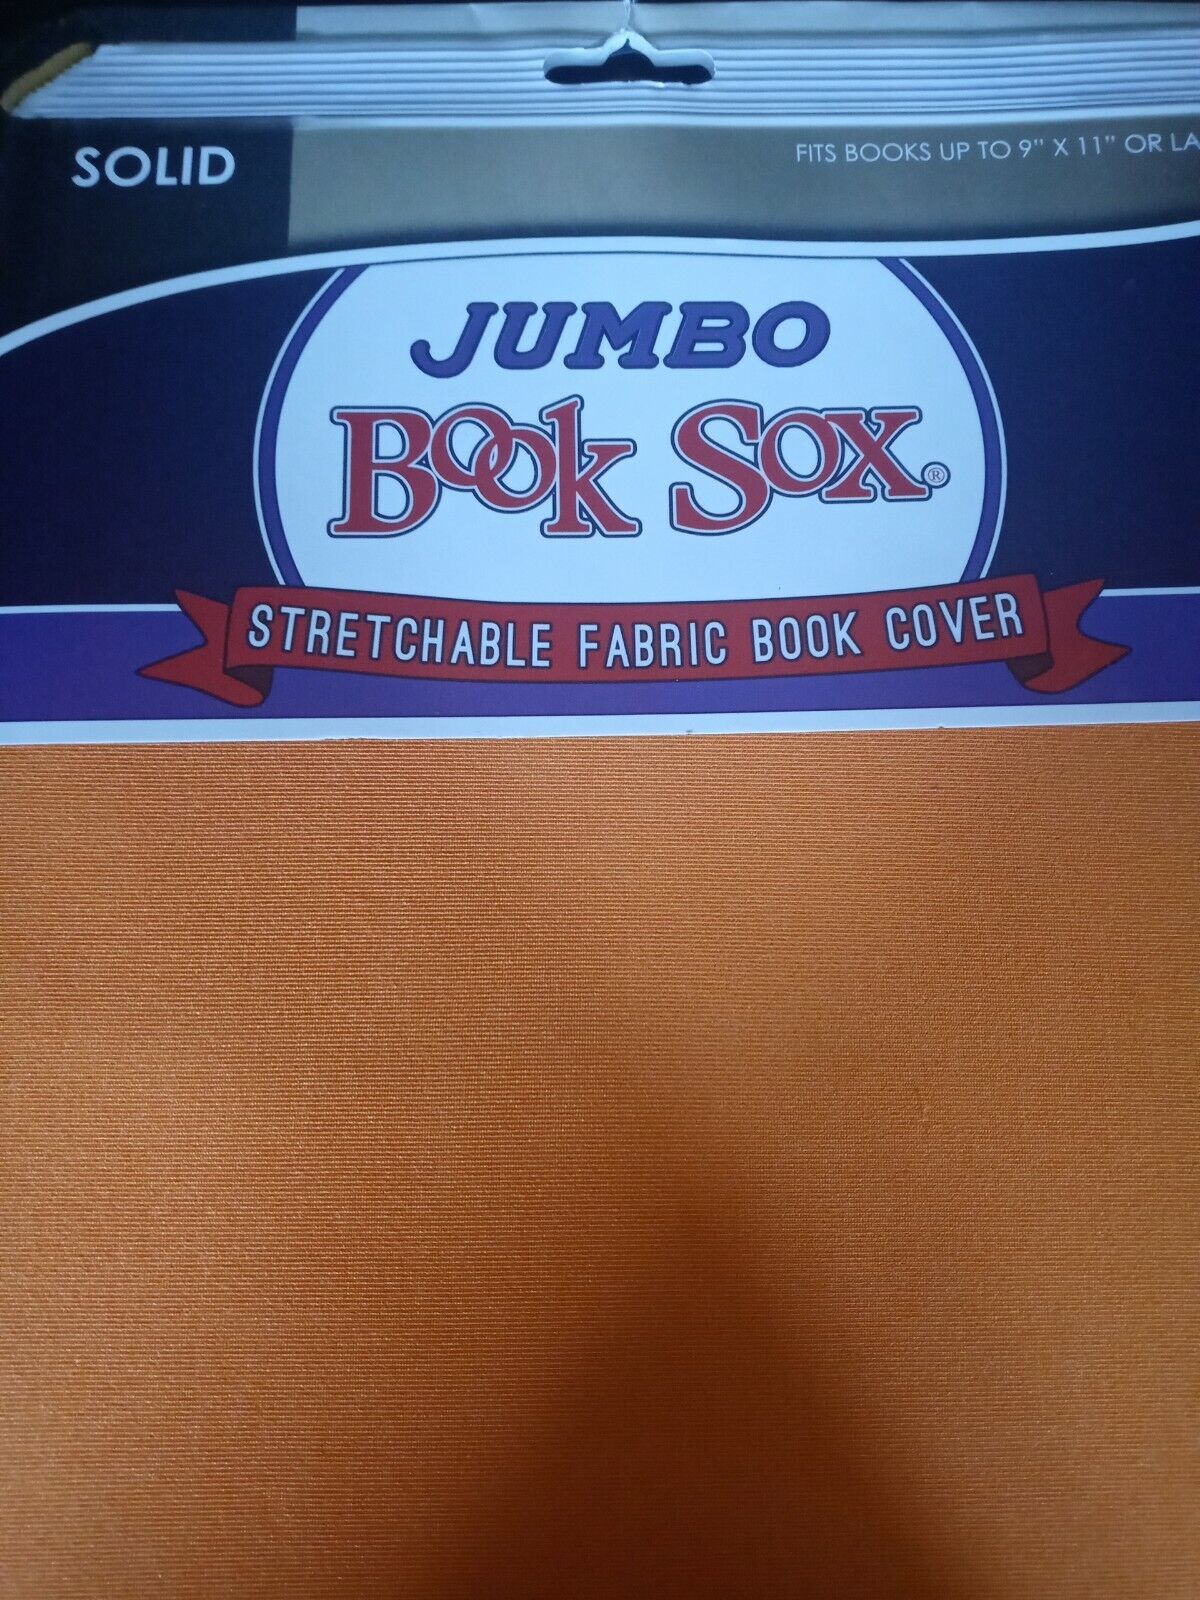 SOLID
FITS BOOKS UP TO 9" X 11" OR
JUMBO
BOOK SOX®
STRETCHABLE FABRIC BOOK COVER